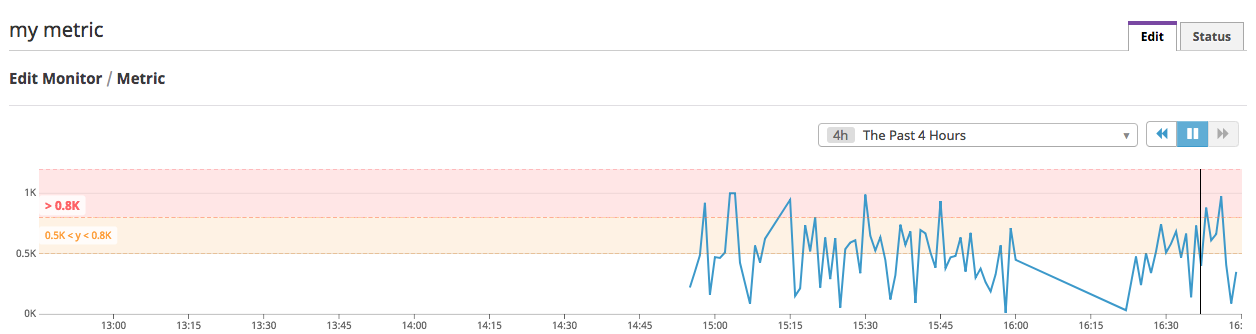 my metric
Edit Status
Edit Monitor / Metric
4h The Past 4 Hours
1K
> 0.8K
0.5K < y < 0.8K
0.5K
0K
13:00 13:15 13:30 13:45 14:00 14:15 14:30 14:45 15:00 15:15 15:30 15:45 16:00 16:15 16:30 16: